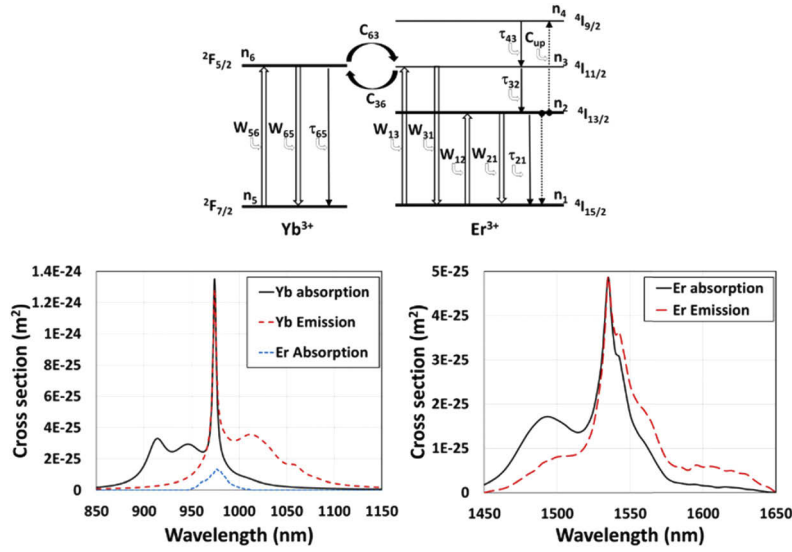 n₄ ⁴I₉/₂
C₆₃
τ₄₃ C_up
²F₅/₂ n₆
n₃ ⁴I₁₁/₂
C₃₆
τ₃₂
n₂ ⁴I₁₃/₂
W₅₆ W₆₅ τ₆₅ W₁₃ W₃₁ W₁₂ W₂₁ τ₂₁
²F₇/₂ n₅
n₁ ⁴I₁₅/₂
Yb³⁺ Er³⁺
Cross section (m²)
1.4E-24
1.2E-24
1E-24
8E-25
6E-25
4E-25
2E-25
0
Yb absorption
Yb Emission
Er Absorption
850 900 950 1000 1050 1100 1150
Wavelength (nm)
Cross section (m²)
5E-25
4E-25
3E-25
2E-25
1E-25
0
Er absorption
Er Emission
1450 1500 1550 1600 1650
Wavelength (nm)